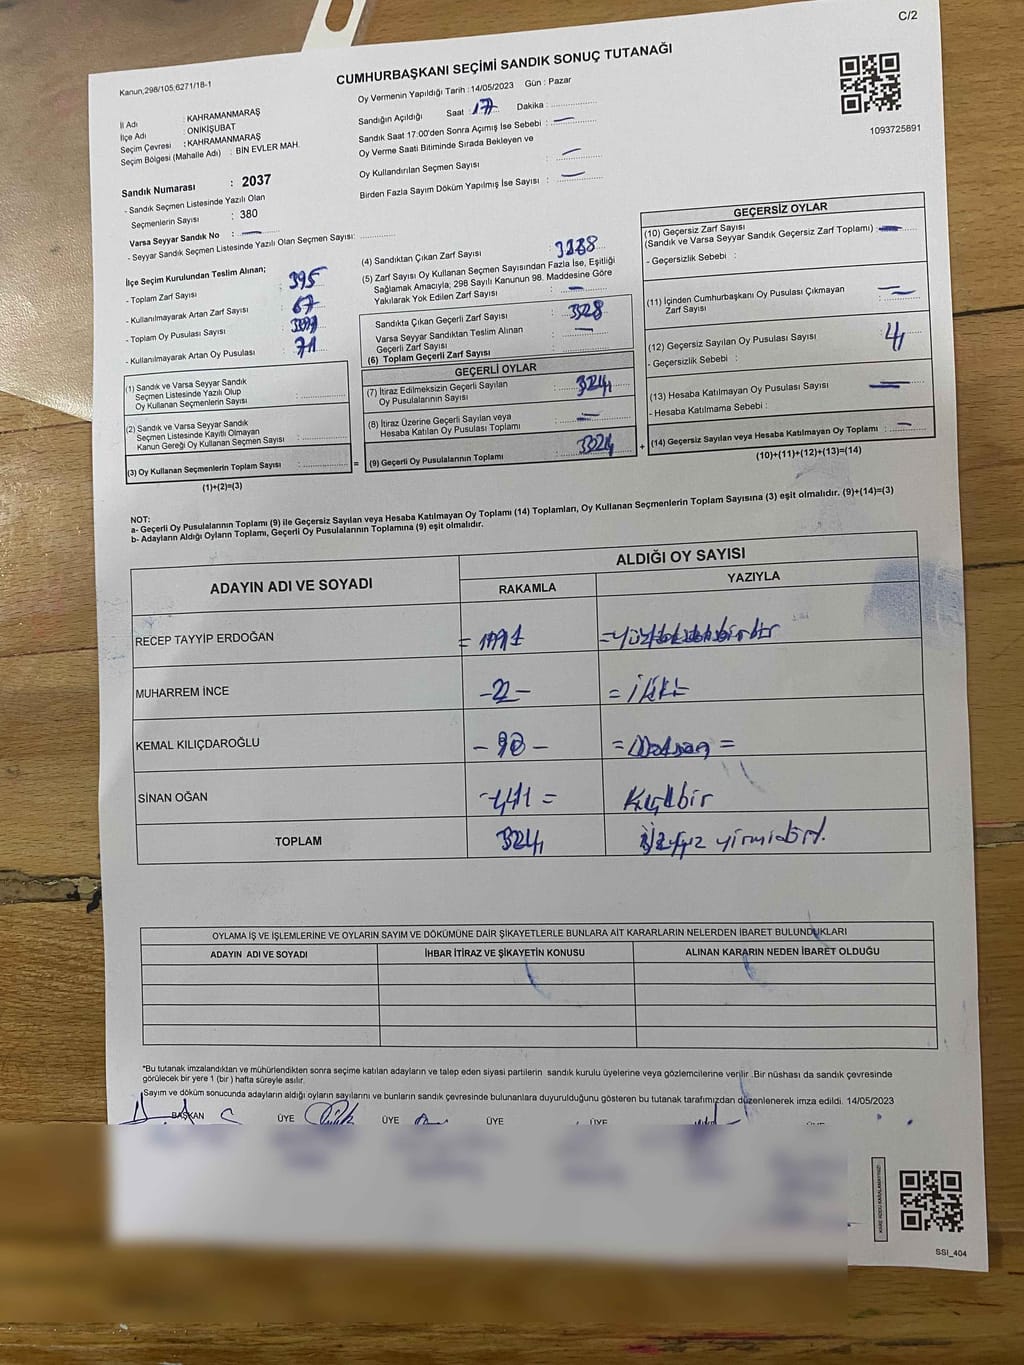 C/2
Kanun,298/105,6271/18-1
CUMHURBAŞKANI SEÇİMİ SANDIK SONUÇ TUTANAĞI
1093725891
İl Adı : KAHRAMANMARAŞ
İlçe Adı : ONİKİŞUBAT
Seçim Çevresi : KAHRAMANMARAŞ
Seçim Bölgesi (Mahalle Adı) : BİN EVLER MAH.
Sandık Numarası : 2037
- Sandık Seçmen Listesinde Yazılı Olan
Seçmenlerin Sayısı : 380
Varsa Seyyar Sandık No : —
- Seyyar Sandık Seçmen Listesinde Yazılı Olan Seçmen Sayısı:
Oy Vermenin Yapıldığı Tarih : 14/05/2023 Gün : Pazar
Sandığın Açıldığı Saat : 17 Dakika :
Sandık Saat 17:00'den Sonra Açımış İse Sebebi : —
Oy Verme Saati Bitiminde Sırada Bekleyen ve
Oy Kullandırılan Seçmen Sayısı : —
Birden Fazla Sayım Döküm Yapılmış İse Sayısı : —
İlçe Seçim Kurulundan Teslim Alınan;
- Toplam Zarf Sayısı : 395
- Kullanılmayarak Artan Zarf Sayısı : 67
- Toplam Oy Pusulası Sayısı :
- Kullanılmayarak Artan Oy Pusulası : 71
(1) Sandık ve Varsa Seyyar Sandık
Seçmen Listesinde Yazılı Olup
Oy Kullanan Seçmenlerin Sayısı :
(2) Sandık ve Varsa Seyyar Sandık
Seçmen Listesinde Kayıtlı Olmayan
Kanun Gereği Oy Kullanan Seçmen Sayısı :
(3) Oy Kullanan Seçmenlerin Toplam Sayısı : =
(1)+(2)=(3)
(4) Sandıktan Çıkan Zarf Sayısı :
(5) Zarf Sayısı Oy Kullanan Seçmen Sayısından Fazla İse, Eşitliği
Sağlamak Amacıyla; 298 Sayılı Kanunun 98. Maddesine Göre
Yakılarak Yok Edilen Zarf Sayısı : —
Sandıkta Çıkan Geçerli Zarf Sayısı : 328
Varsa Seyyar Sandıktan Teslim Alınan
Geçerli Zarf Sayısı : —
(6) Toplam Geçerli Zarf Sayısı :
GEÇERLİ OYLAR
(7) İtiraz Edilmeksizin Geçerli Sayılan
Oy Pusulalarının Sayısı : 324
(8) İtiraz Üzerine Geçerli Sayılan veya
Hesaba Katılan Oy Pusulası Toplamı : —
(9) Geçerli Oy Pusulalarının Toplamı : 324 +
GEÇERSİZ OYLAR
(10) Geçersiz Zarf Sayısı
(Sandık ve Varsa Seyyar Sandık Geçersiz Zarf Toplamı) : —
- Geçersizlik Sebebi :
(11) İçinden Cumhurbaşkanı Oy Pusulası Çıkmayan
Zarf Sayısı : —
(12) Geçersiz Sayılan Oy Pusulası Sayısı : 4
- Geçersizlik Sebebi :
(13) Hesaba Katılmayan Oy Pusulası Sayısı : —
- Hesaba Katılmama Sebebi :
(14) Geçersiz Sayılan veya Hesaba Katılmayan Oy Toplamı : —
(10)+(11)+(12)+(13)=(14)
NOT:
a- Geçerli Oy Pusulalarının Toplamı (9) ile Geçersiz Sayılan veya Hesaba Katılmayan Oy Toplamı (14) Toplamları, Oy Kullanan Seçmenlerin Toplam Sayısına (3) eşit olmalıdır. (9)+(14)=(3)
b- Adayların Aldığı Oyların Toplamı, Geçerli Oy Pusulalarının Toplamına (9) eşit olmalıdır.
ADAYIN ADI VE SOYADI
ALDIĞI OY SAYISI
RAKAMLA YAZIYLA
RECEP TAYYİP ERDOĞAN
MUHARREM İNCE -2- = İki
KEMAL KILIÇDAROĞLU
SİNAN OĞAN -41 = Kırkbir
TOPLAM 324 Üçyüz yirmidört.
OYLAMA İŞ VE İŞLEMLERİNE VE OYLARIN SAYIM VE DÖKÜMÜNE DAİR ŞİKAYETLERLE BUNLARA AİT KARARLARIN NELERDEN İBARET BULUNDUKLARI
ADAYIN ADI VE SOYADI İHBAR İTİRAZ VE ŞİKAYETİN KONUSU ALINAN KARARIN NEDEN İBARET OLDUĞU
*Bu tutanak imzalandıktan ve mühürlendikten sonra seçime katılan adayların ve talep eden siyasi partilerin sandık kurulu üyelerine veya gözlemcilerine verilir .Bir nüshası da sandık çevresinde
görülecek bir yere 1 (bir ) hafta süreyle asılır.
Sayım ve döküm sonucunda adayların aldığı oyların sayılarını ve bunların sandık çevresinde bulunanlara duyurulduğunu gösteren bu tutanak tarafımızdan düzenlenerek imza edildi. 14/05/2023
BAŞKAN ÜYE ÜYE ÜYE ÜYE
SSI_404